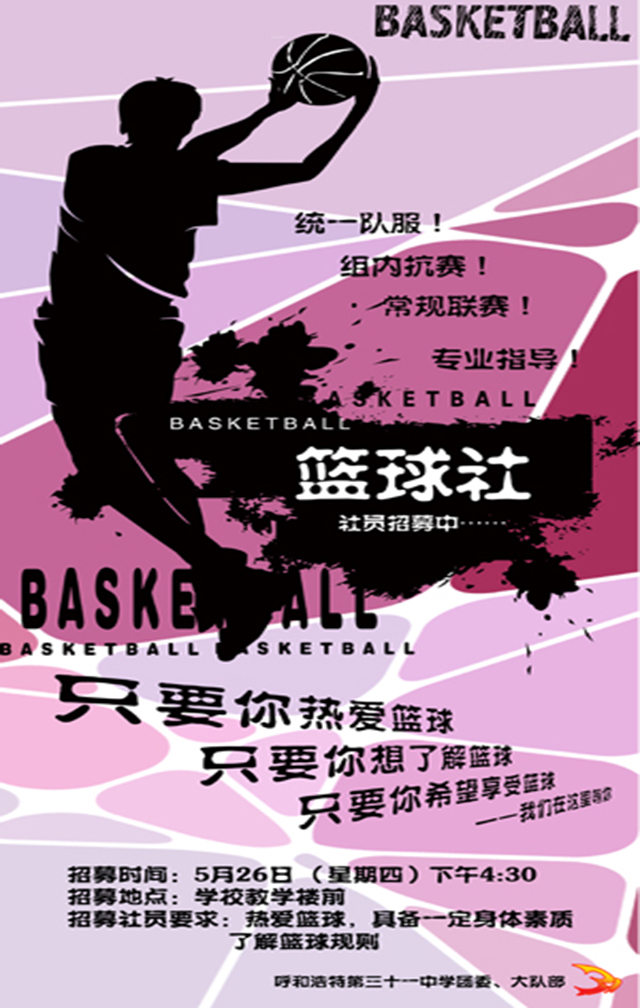 BASKETBALL
统一队服！
组内抗赛！
常规联赛！
专业指导！
BASKETBALL
BASKETBALL
篮球社
社员招募中……
BASKETBALL
BASKETBALL BASKETBALL
只要你热爱篮球
只要你想了解篮球
只要你希望享受篮球
——我们在这里等你
招募时间：5月26日（星期四）下午4:30
招募地点：学校教学楼前
招募社员要求：热爱篮球，具备一定身体素质
了解篮球规则
呼和浩特第三十一中学团委、大队部